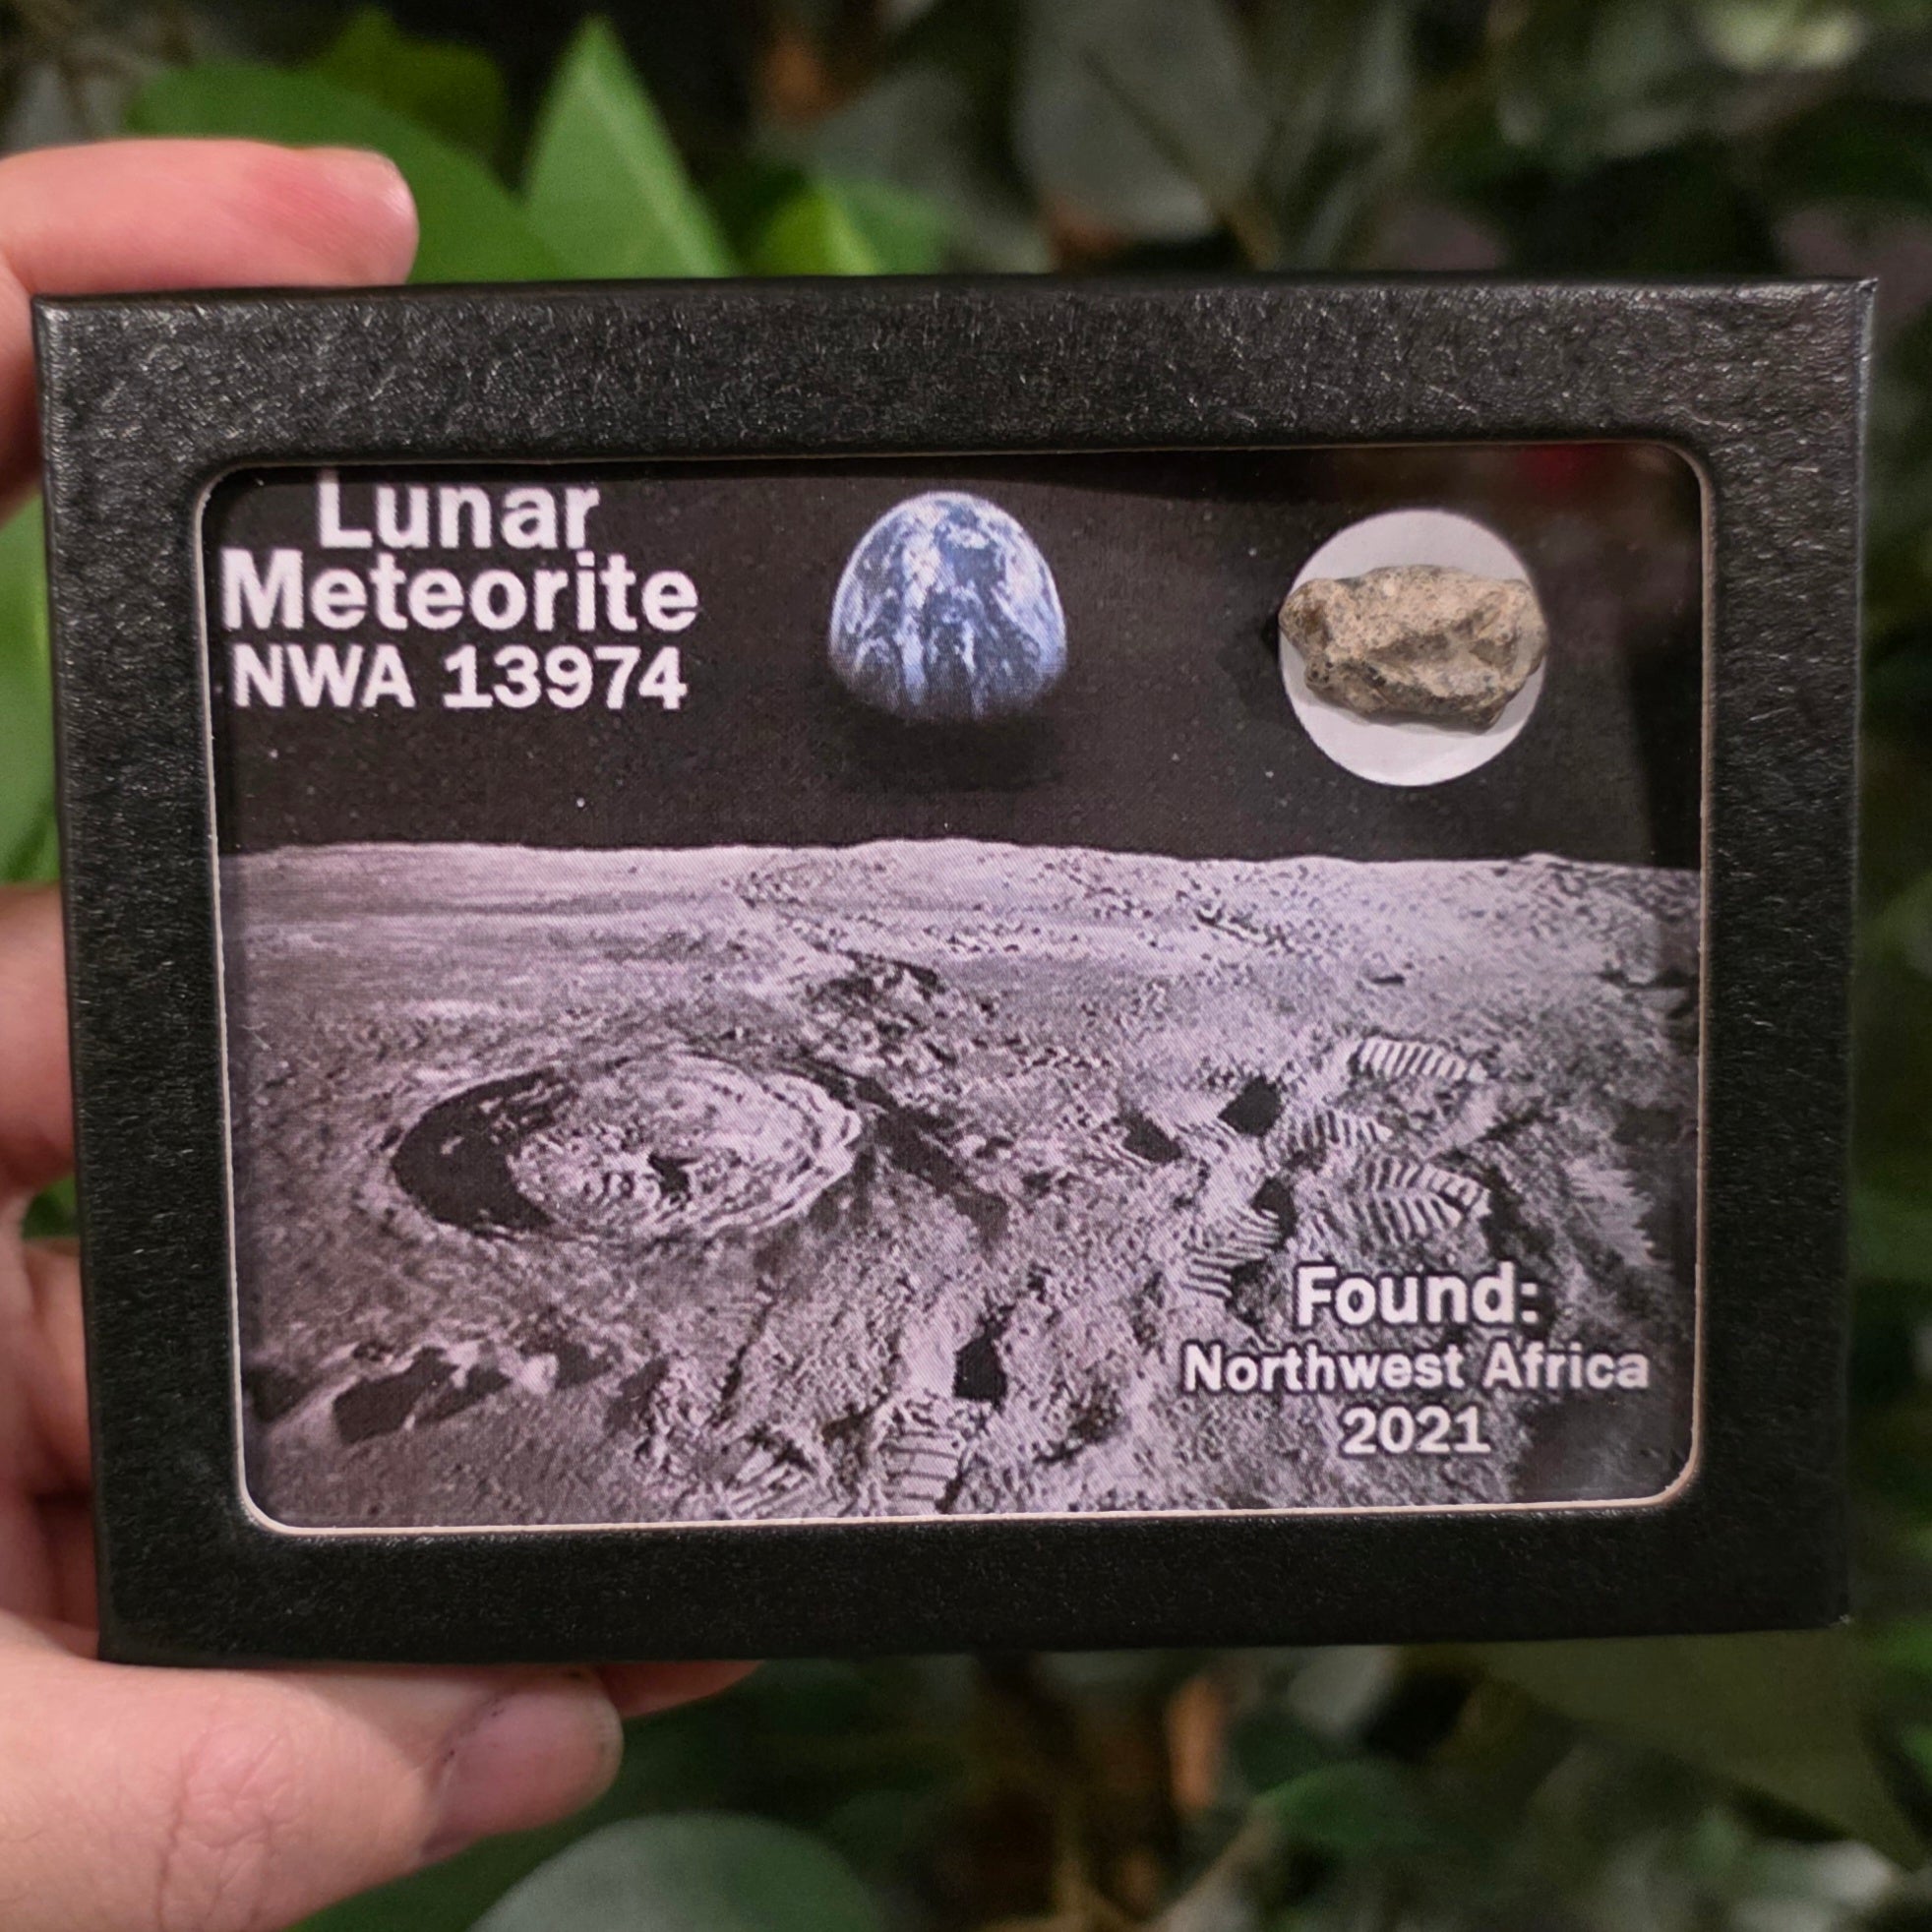 Lunar
Meteorite
NWA 13974
Found:
Northwest Africa
2021